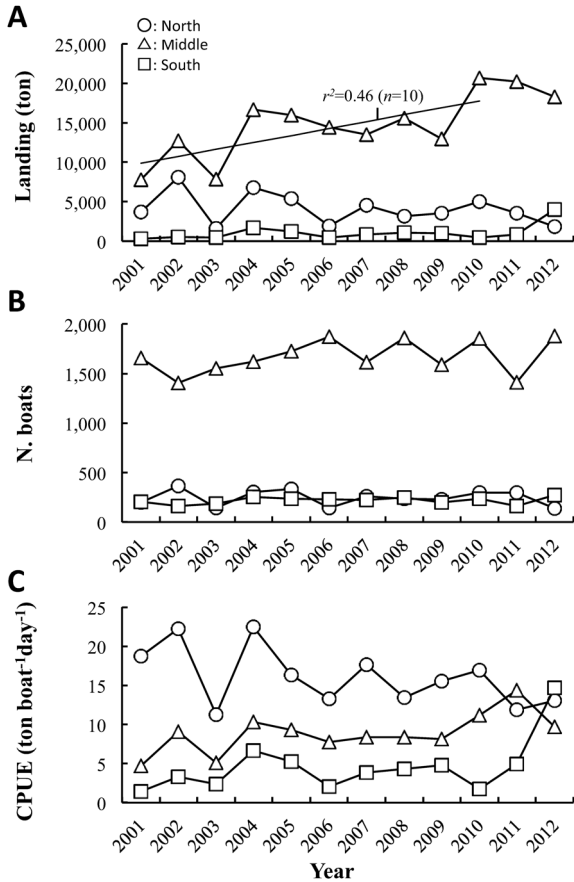 A
○: North
△: Middle
□: South
Landing (ton)
25,000
20,000
15,000
10,000
5,000
0
r²=0.46 (n=10)
2001 2002 2003 2004 2005 2006 2007 2008 2009 2010 2011 2012
B
N. boats
2,000
1,500
1,000
500
0
2001 2002 2003 2004 2005 2006 2007 2008 2009 2010 2011 2012
C
CPUE (ton boat⁻¹day⁻¹)
25
20
15
10
5
0
2001 2002 2003 2004 2005 2006 2007 2008 2009 2010 2011 2012
Year